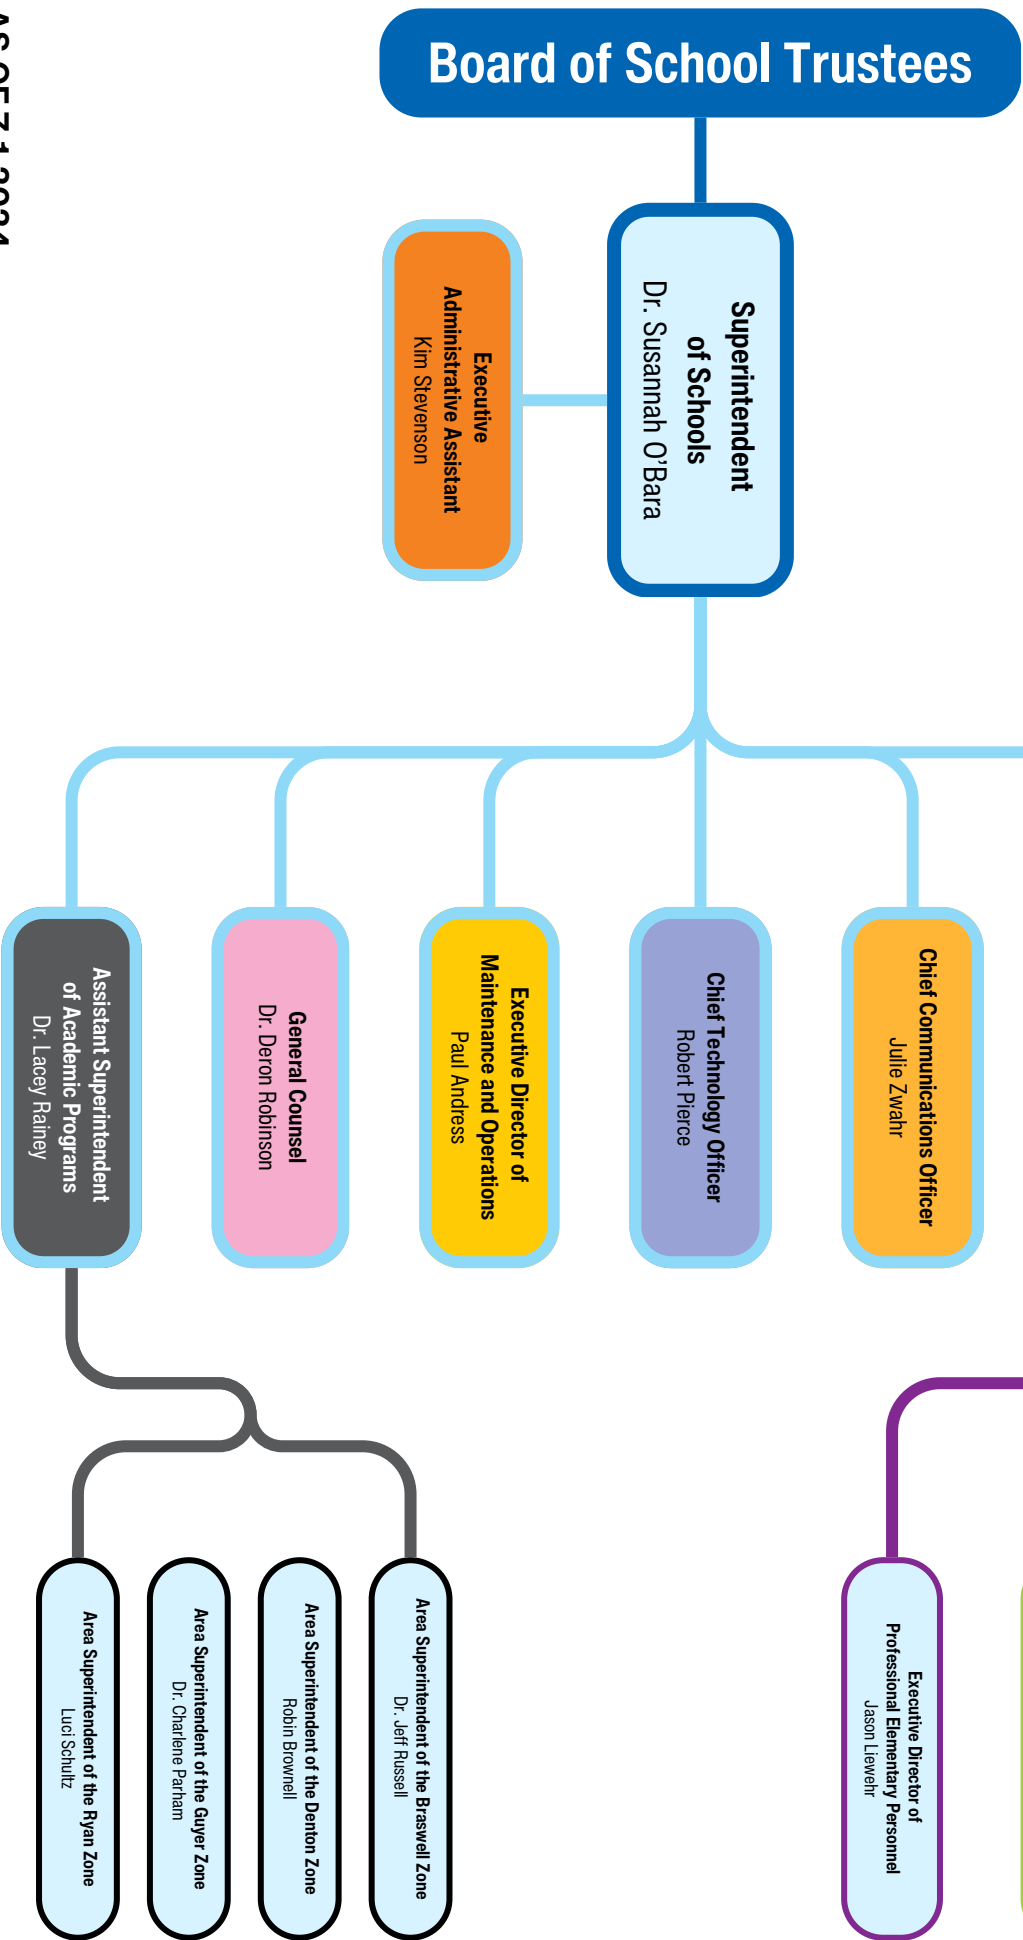 Board of School Trustees
Superintendent
of Schools
Dr. Susannah O'Bara
Executive
Administrative Assistant
Kim Stevenson
Assistant Superintendent
of Academic Programs
Dr. Lacey Rainey
General Counsel
Dr. Deron Robinson
Executive Director of
Maintenance and Operations
Paul Andress
Chief Technology Officer
Robert Pierce
Chief Communications Officer
Julie Zwahr
Area Superintendent of the Ryan Zone
Luci Schultz
Area Superintendent of the Guyer Zone
Dr. Charlene Parham
Area Superintendent of the Denton Zone
Robin Brownell
Area Superintendent of the Braswell Zone
Dr. Jeff Russell
Executive Director of
Professional Elementary Personnel
Jason Liewehr